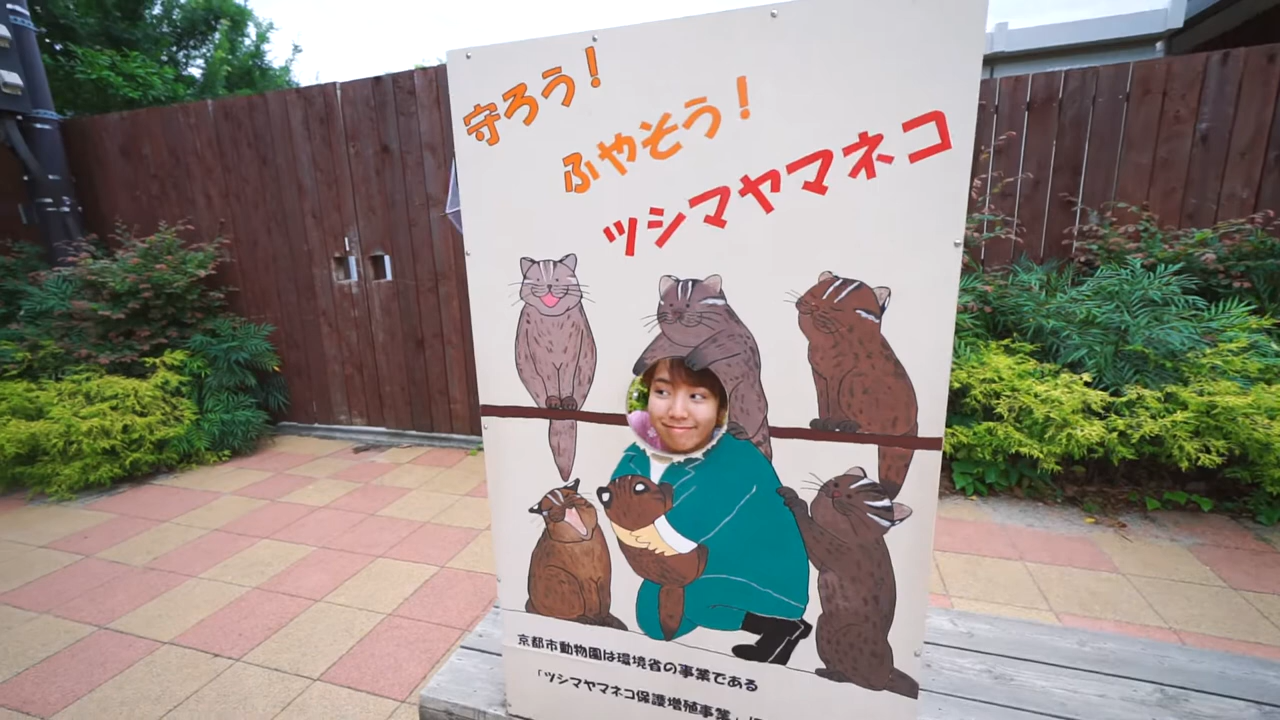 守ろう！
ふやそう！
ツシマヤマネコ
京都市動物園は環境省の事業である
「ツシマヤマネコ保護増殖事業」に